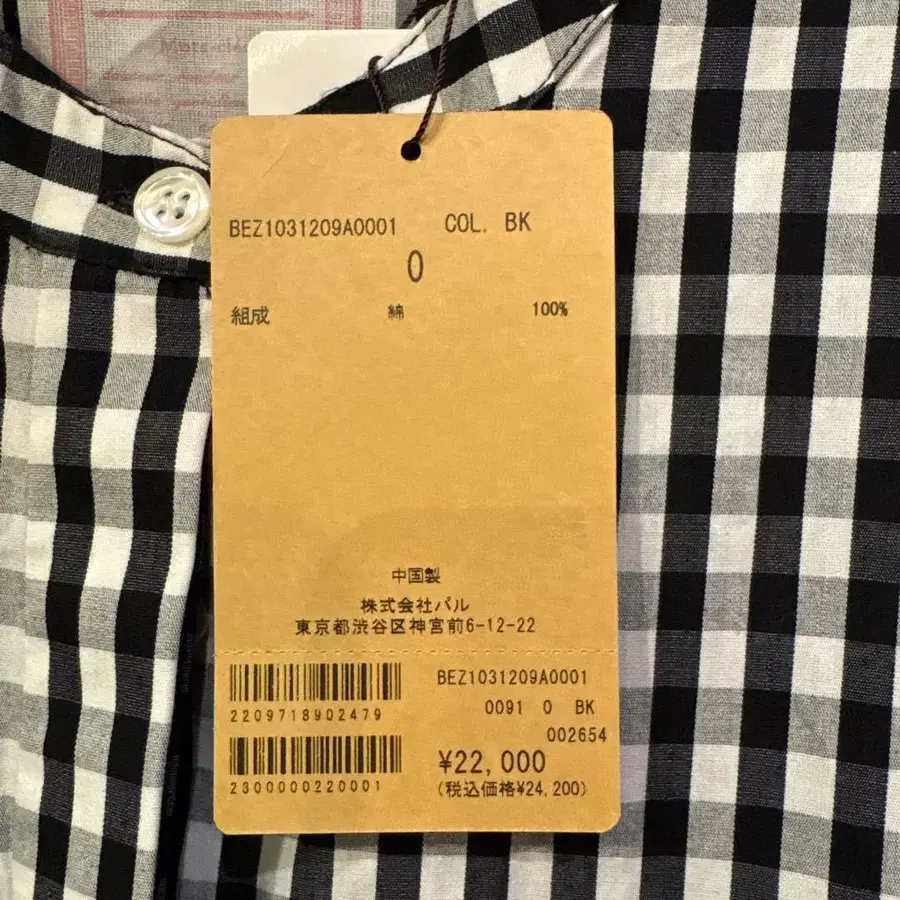 BEZ1031209A0001 COL. BK
0
組成 綿 100%
中国製
株式会社パル
東京都渋谷区神宮前6-12-22
2209718902479
2300000220001
BEZ1031209A0001
0091 0 BK
002654
¥22,000
(税込価格¥24,200)